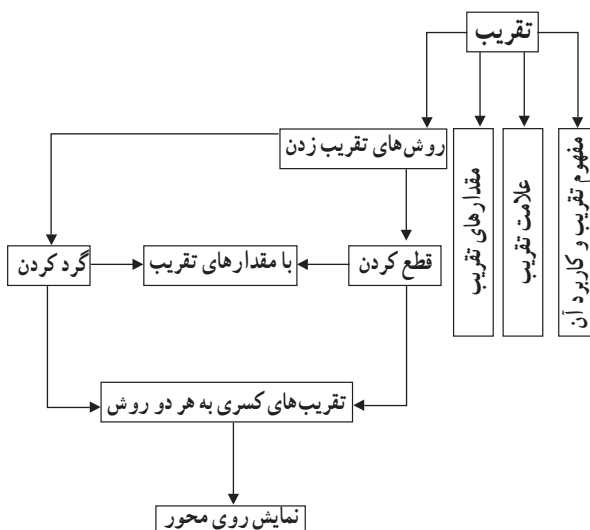 تقریب
مفهوم تقریب و کاربرد آن
علامت تقریب
مقدارهای تقریب
روش‌های تقریب زدن
قطع کردن
با مقدارهای تقریب
گرد کردن
تقریب‌های کسری به هر دو روش
نمایش روی محور